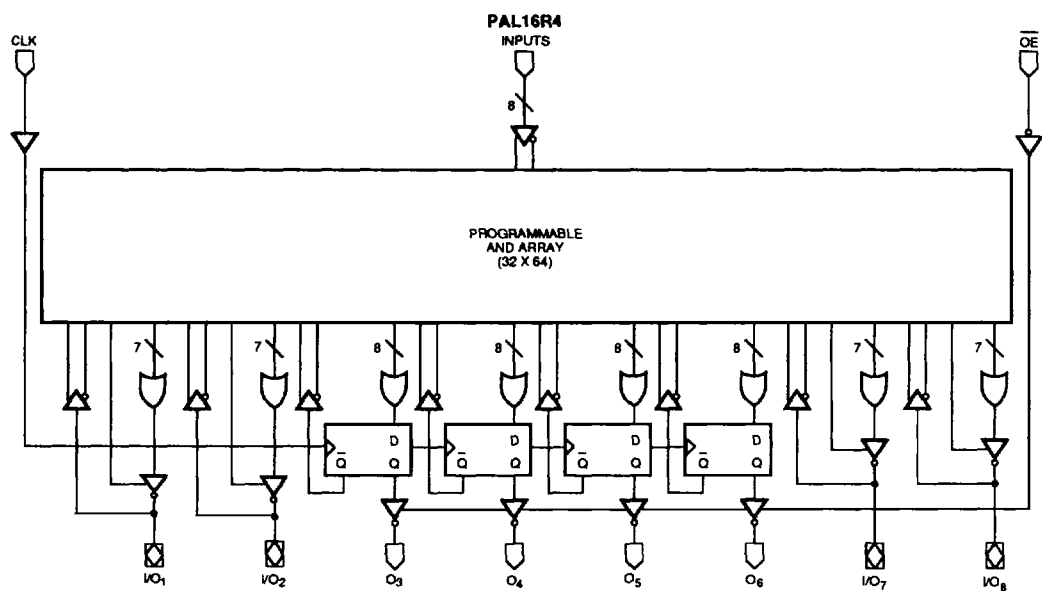 PAL16R4
CLK
INPUTS
OE
8
PROGRAMMABLE
AND ARRAY
(32 X 64)
7 7 8 8 8 8 7 7
D D D D
Q Q Q Q Q Q Q Q
I/O1 I/O2 O3 O4 O5 O6 I/O7 I/O8